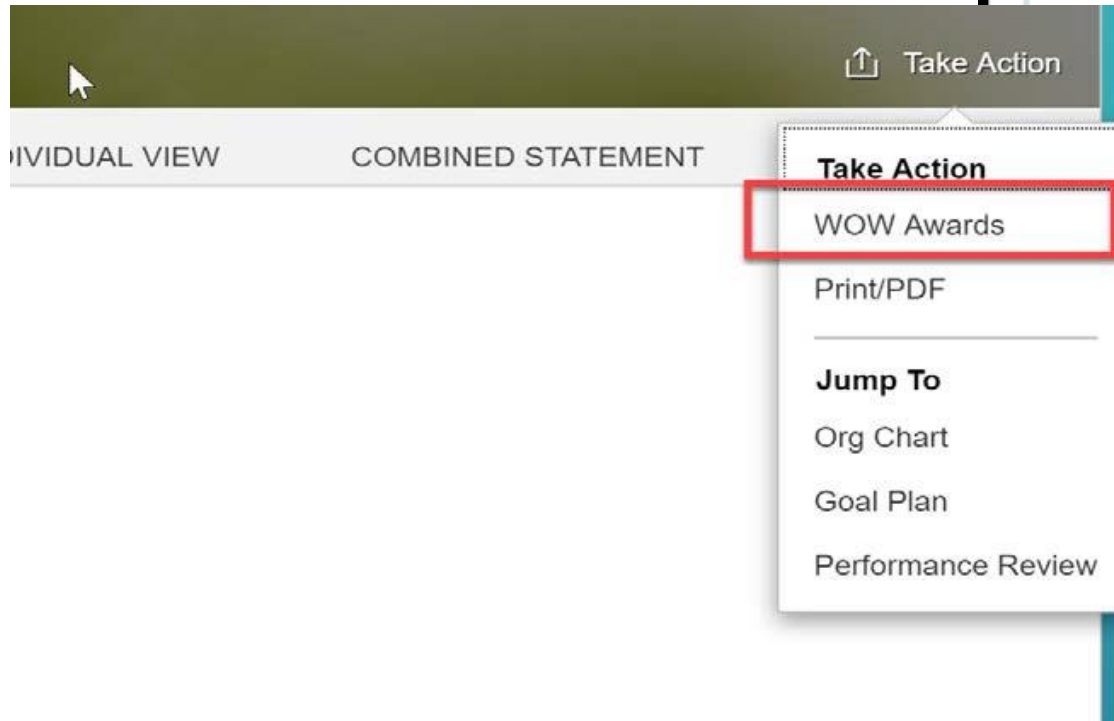 Take Action
IVIDUAL VIEW COMBINED STATEMENT
Take Action
WOW Awards
Print/PDF
Jump To
Org Chart
Goal Plan
Performance Review